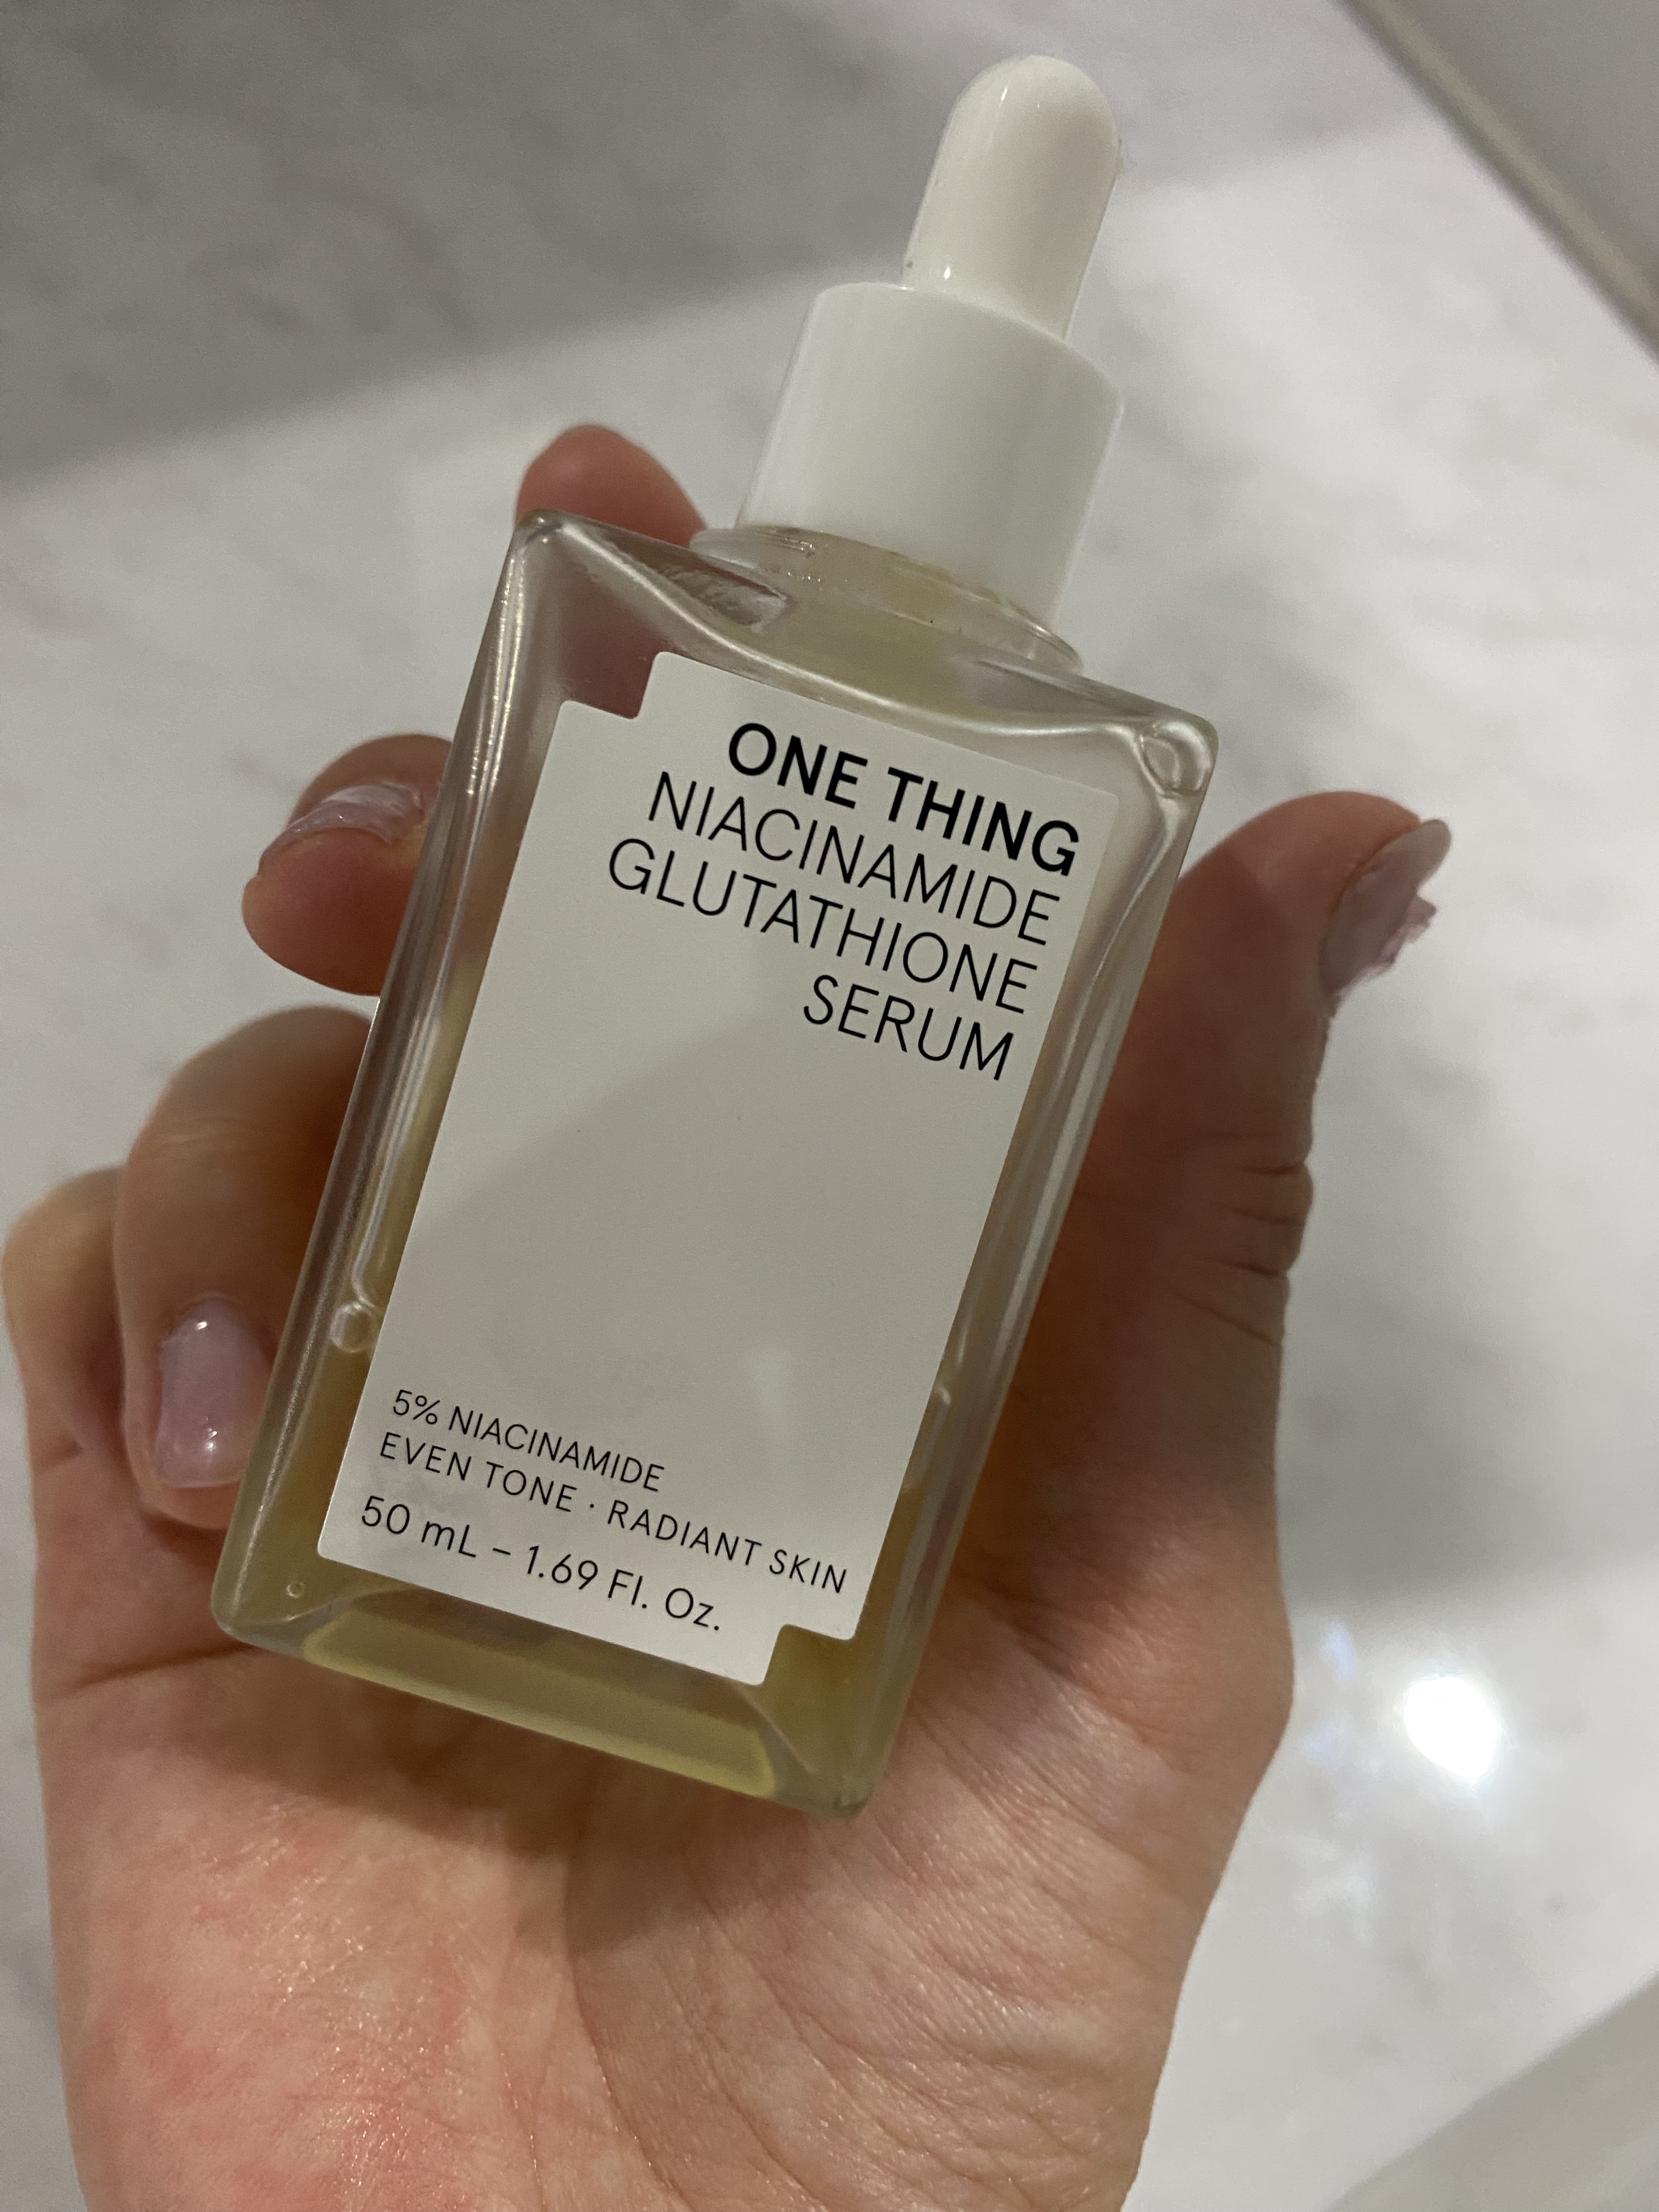 ONE THING
NIACINAMIDE
GLUTATHIONE
SERUM
5% NIACINAMIDE
EVEN TONE · RADIANT SKIN
50 mL – 1.69 Fl. Oz.